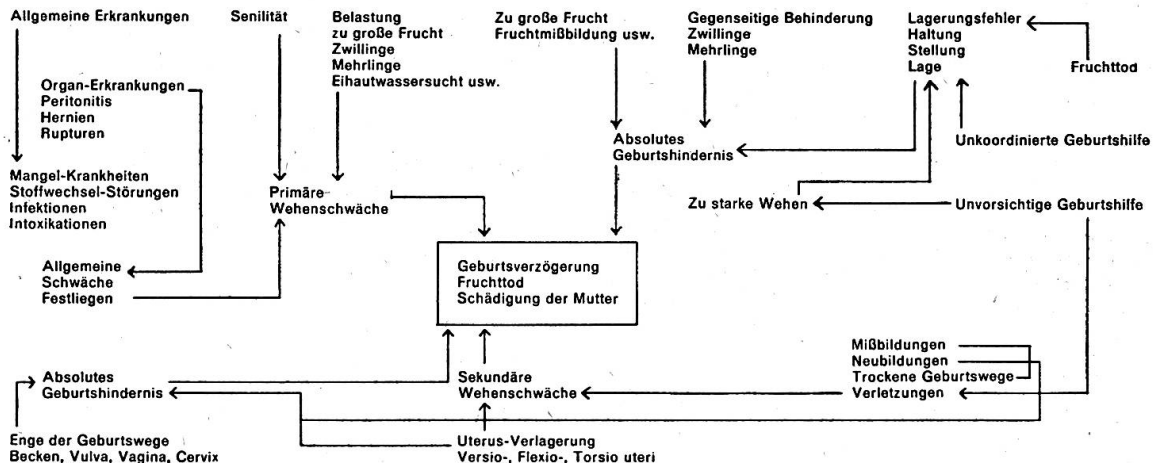 Allgemeine Erkrankungen
Senilität
Belastung
zu große Frucht
Zwillinge
Mehrlinge
Eihautwassersucht usw.
Zu große Frucht
Fruchtmißbildung usw.
Gegenseitige Behinderung
Zwillinge
Mehrlinge
Lagerungsfehler
Haltung
Stellung
Lage
Fruchttod
Organ-Erkrankungen
Peritonitis
Hernien
Rupturen
Absolutes
Geburtshindernis
Unkoordinierte Geburtshilfe
Mangel-Krankheiten
Stoffwechsel-Störungen
Infektionen
Intoxikationen
Primäre
Wehenschwäche
Zu starke Wehen
Unvorsichtige Geburtshilfe
Allgemeine
Schwäche
Festliegen
Geburtsverzögerung
Fruchttod
Schädigung der Mutter
Mißbildungen
Neubildungen
Trockene Geburtswege
Verletzungen
Absolutes
Geburtshindernis
Sekundäre
Wehenschwäche
Enge der Geburtswege
Becken, Vulva, Vagina, Cervix
Uterus-Verlagerung
Versio-, Flexio-, Torsio uteri